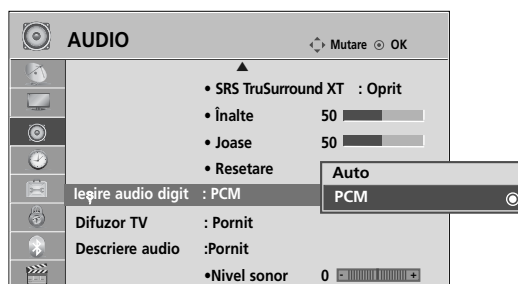 AUDIO
Mutare ⊙ OK
• SRS TruSurround XT : Oprit
• Înalte 50
• Joase 50
• Resetare
Ieşire audio digit : PCM
Auto
PCM
Difuzor TV : Pornit
Descriere audio :Pornit
•Nivel sonor 0 - +